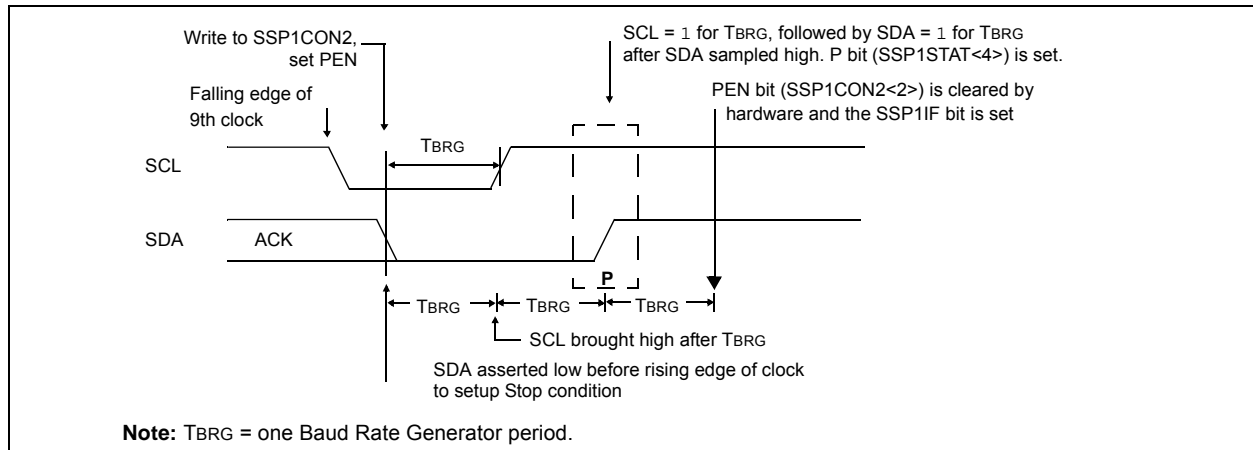 Write to SSP1CON2,
set PEN
SCL = 1 for TBRG, followed by SDA = 1 for TBRG
after SDA sampled high. P bit (SSP1STAT<4>) is set.
Falling edge of
9th clock
PEN bit (SSP1CON2<2>) is cleared by
hardware and the SSP1IF bit is set
TBRG
SCL
SDA
ACK
P
TBRG
TBRG
TBRG
SCL brought high after TBRG
SDA asserted low before rising edge of clock
to setup Stop condition
Note: TBRG = one Baud Rate Generator period.